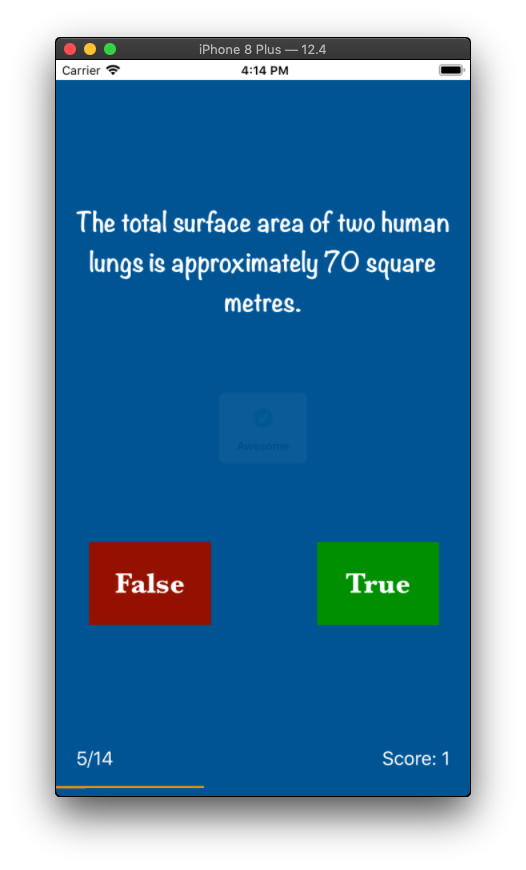 iPhone 8 Plus — 12.4
Carrier 4:14 PM
The total surface area of two human
lungs is approximately 70 square
metres.
Awesome
False True
5/14 Score: 1